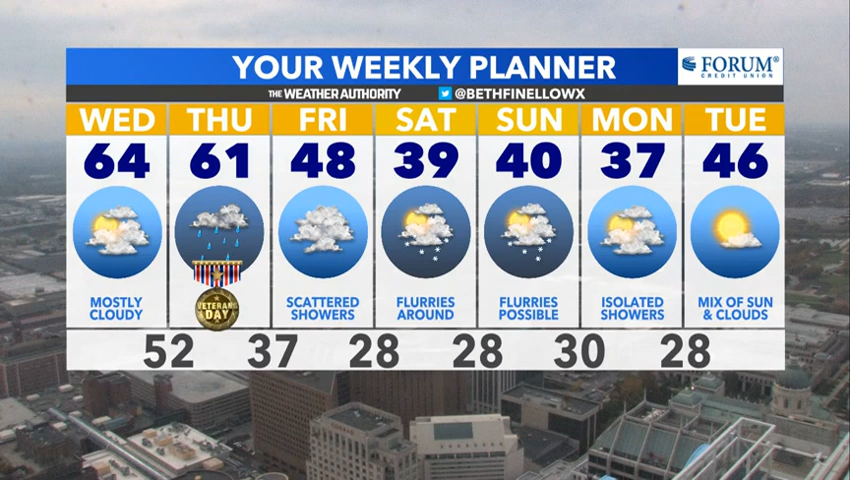 YOUR WEEKLY PLANNER
FORUM®
CREDIT UNION
THE WEATHER AUTHORITY
@BETHFINELLOWX
WED THU FRI SAT SUN MON TUE
64 61 48 39 40 37 46
VETERANS
DAY
MOSTLY
CLOUDY
SCATTERED
SHOWERS
FLURRIES
AROUND
FLURRIES
POSSIBLE
ISOLATED
SHOWERS
MIX OF SUN
& CLOUDS
52 37 28 28 30 28